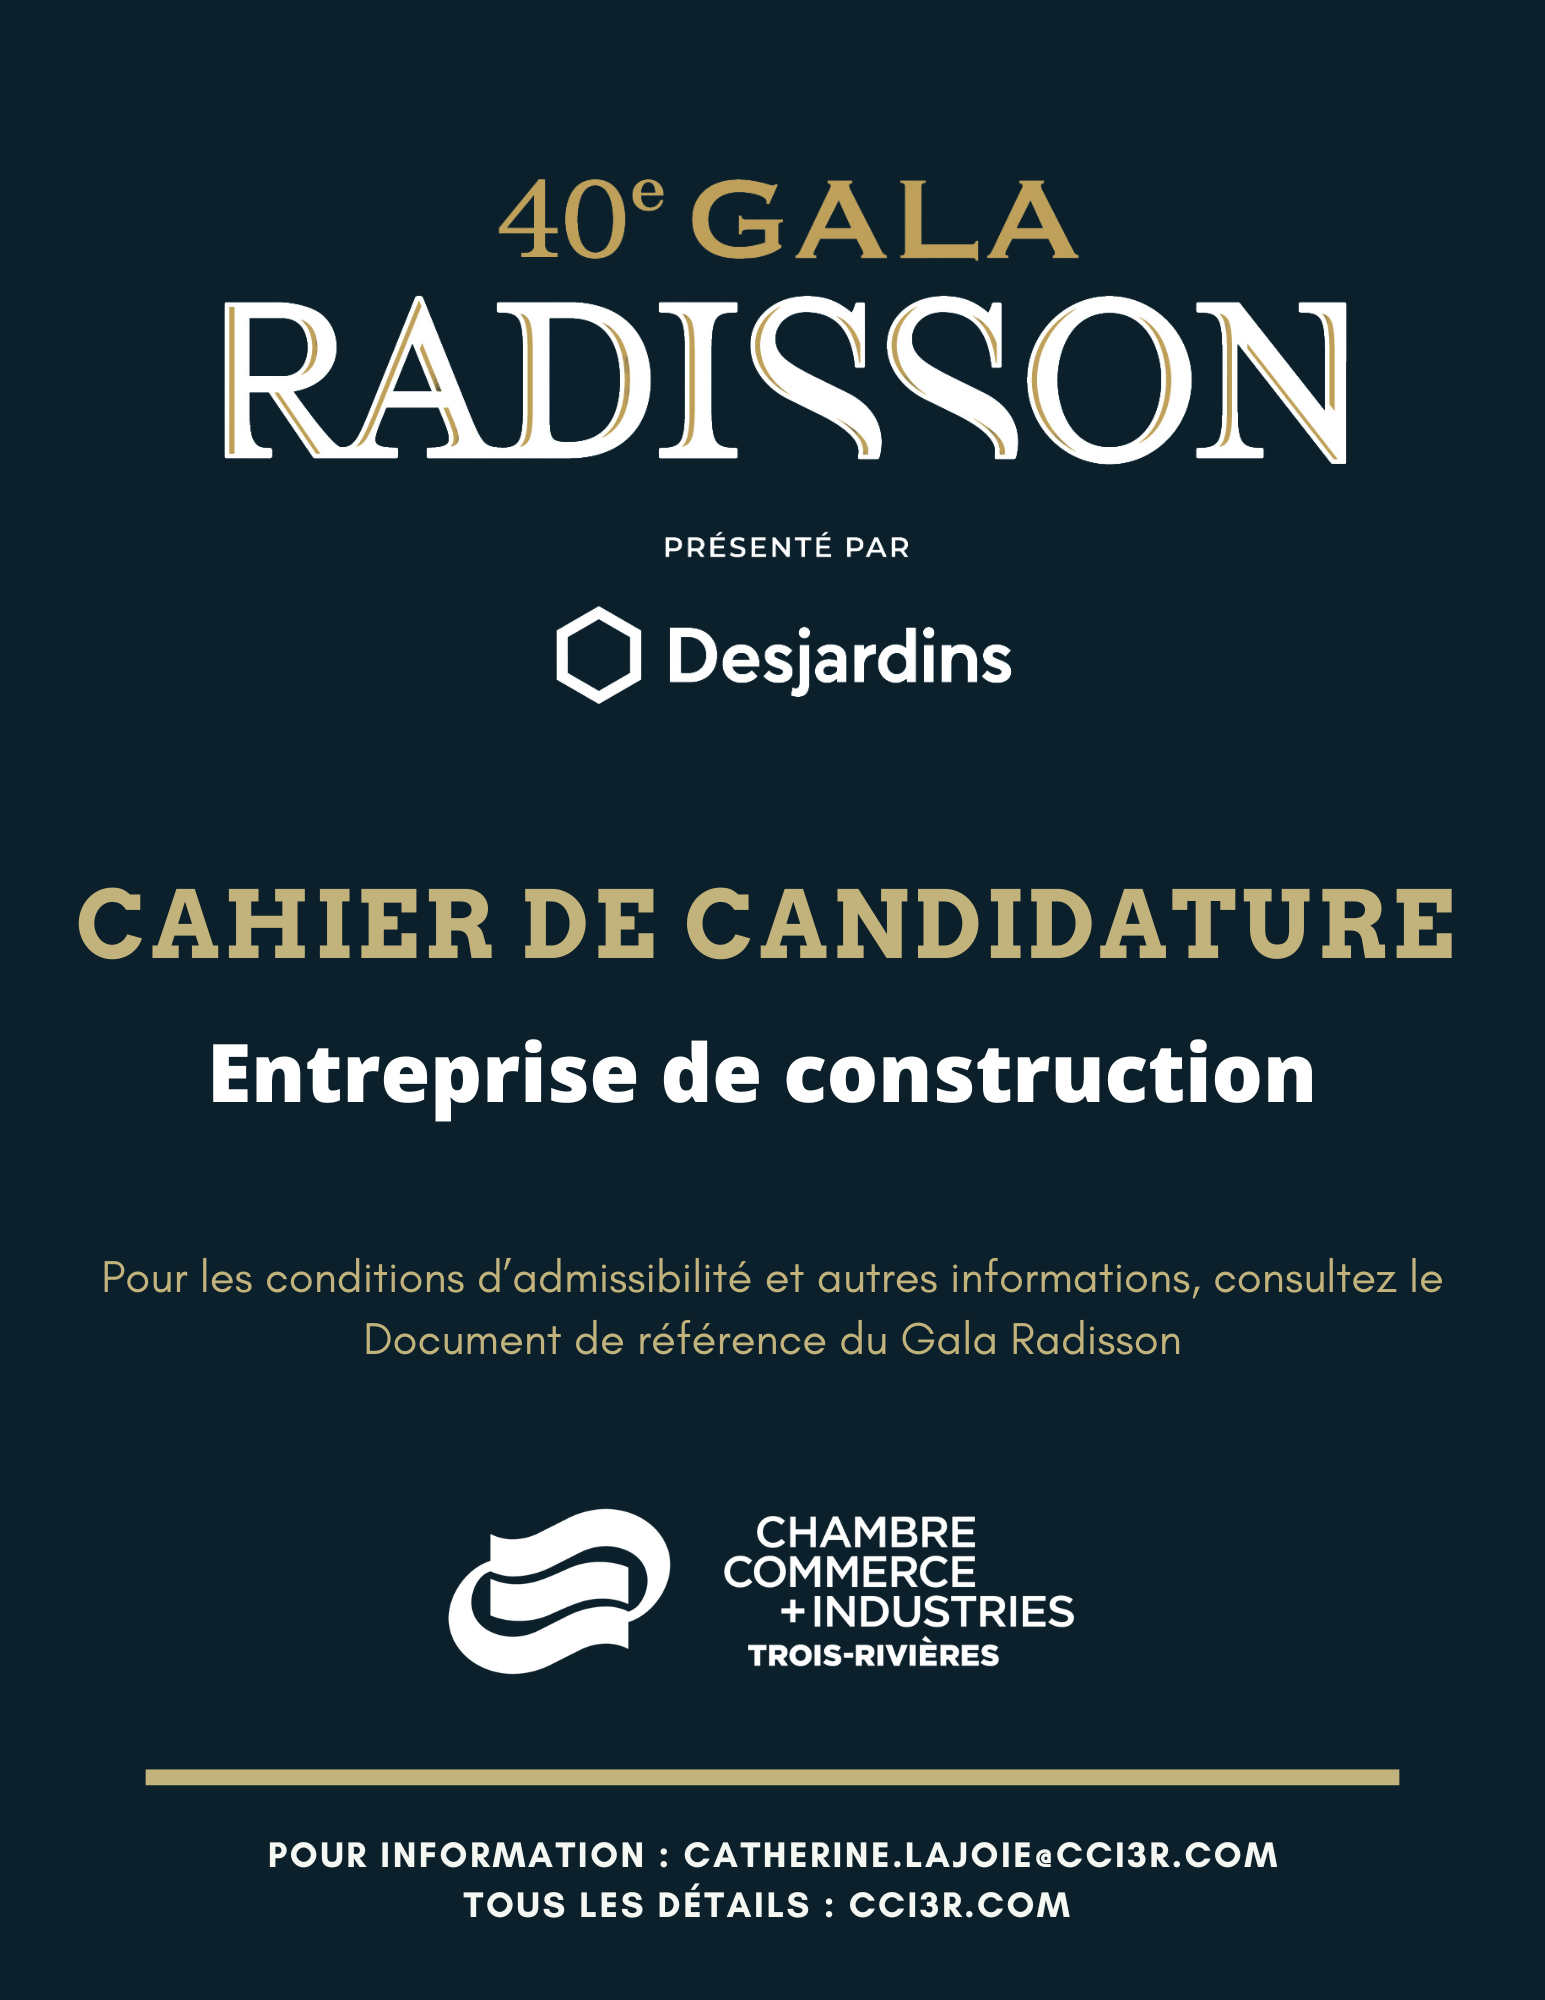 40e GALA
RADISSON
PRÉSENTÉ PAR
Desjardins
CAHIER DE CANDIDATURE
Entreprise de construction
Pour les conditions d’admissibilité et autres informations, consultez le
Document de référence du Gala Radisson
CHAMBRE
COMMERCE
+INDUSTRIES
TROIS-RIVIÈRES
POUR INFORMATION : CATHERINE.LAJOIE@CCI3R.COM
TOUS LES DÉTAILS : CCI3R.COM